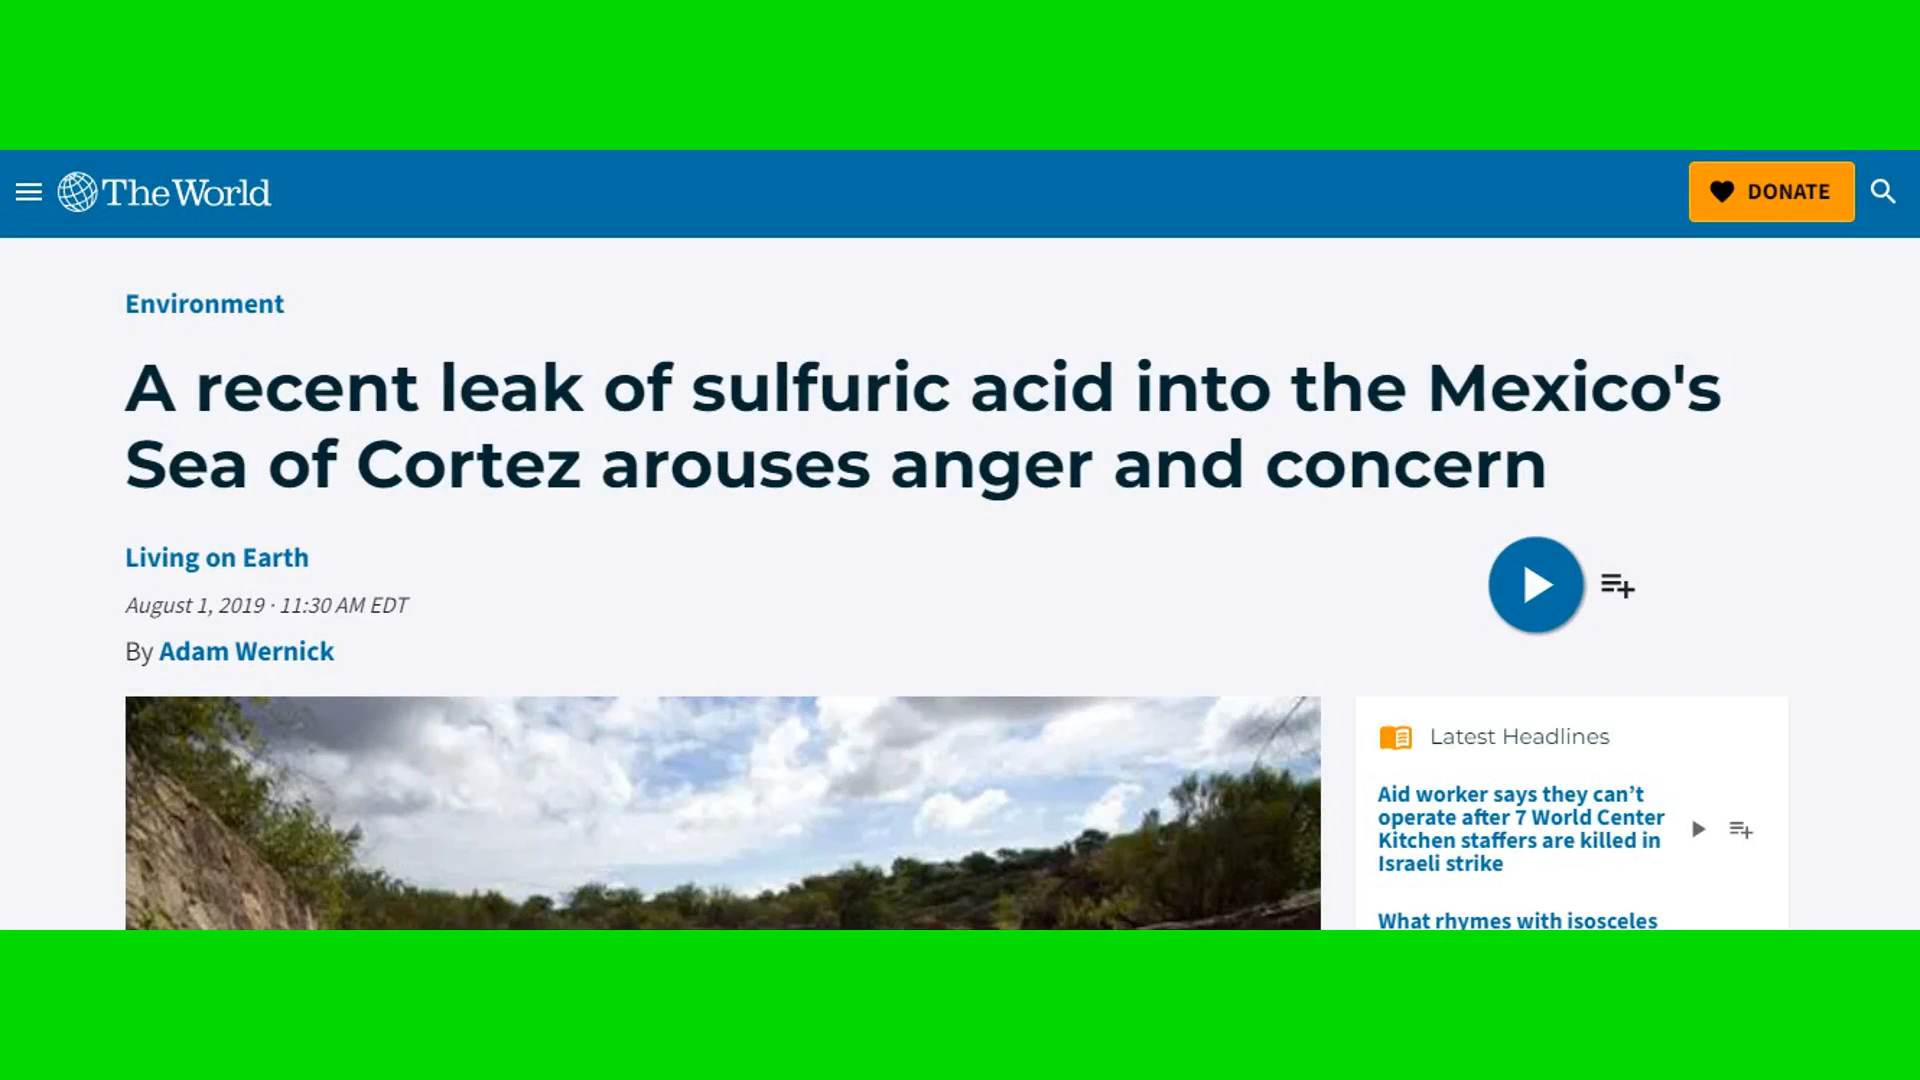 The World
DONATE
Environment
A recent leak of sulfuric acid into the Mexico's
Sea of Cortez arouses anger and concern
Living on Earth
August 1, 2019 · 11:30 AM EDT
By Adam Wernick
Latest Headlines
Aid worker says they can’t
operate after 7 World Center
Kitchen staffers are killed in
Israeli strike
What rhymes with isosceles